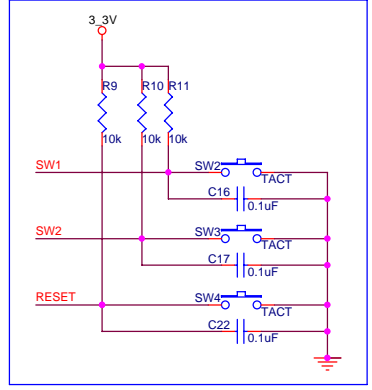 3_3V
R9 R10 R11
10k 10k 10k
SW1 SW2 TACT
C16 0.1uF
SW2 SW3 TACT
C17 0.1uF
RESET SW4 TACT
C22 0.1uF